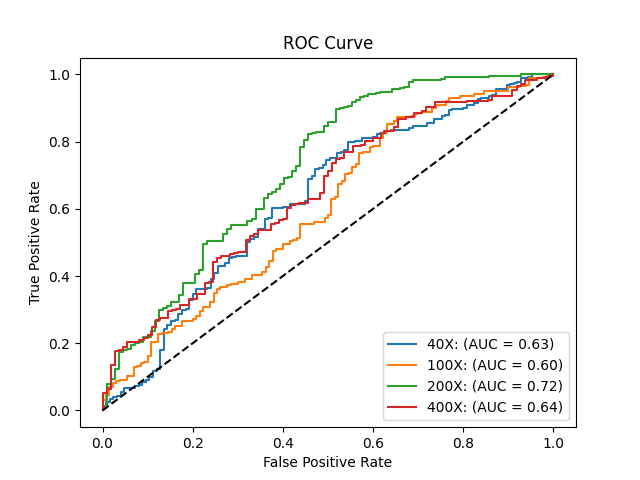 ROC Curve
True Positive Rate
1.0
0.8
0.6
0.4
0.2
0.0
40X: (AUC = 0.63)
100X: (AUC = 0.60)
200X: (AUC = 0.72)
400X: (AUC = 0.64)
0.0 0.2 0.4 0.6 0.8 1.0
False Positive Rate